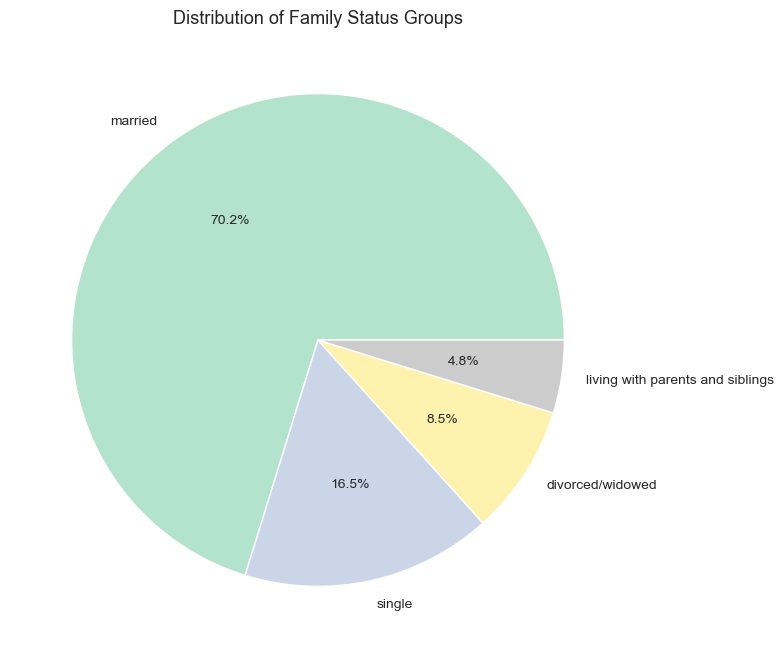 Distribution of Family Status Groups
married
70.2%
4.8%
living with parents and siblings
8.5%
divorced/widowed
16.5%
single